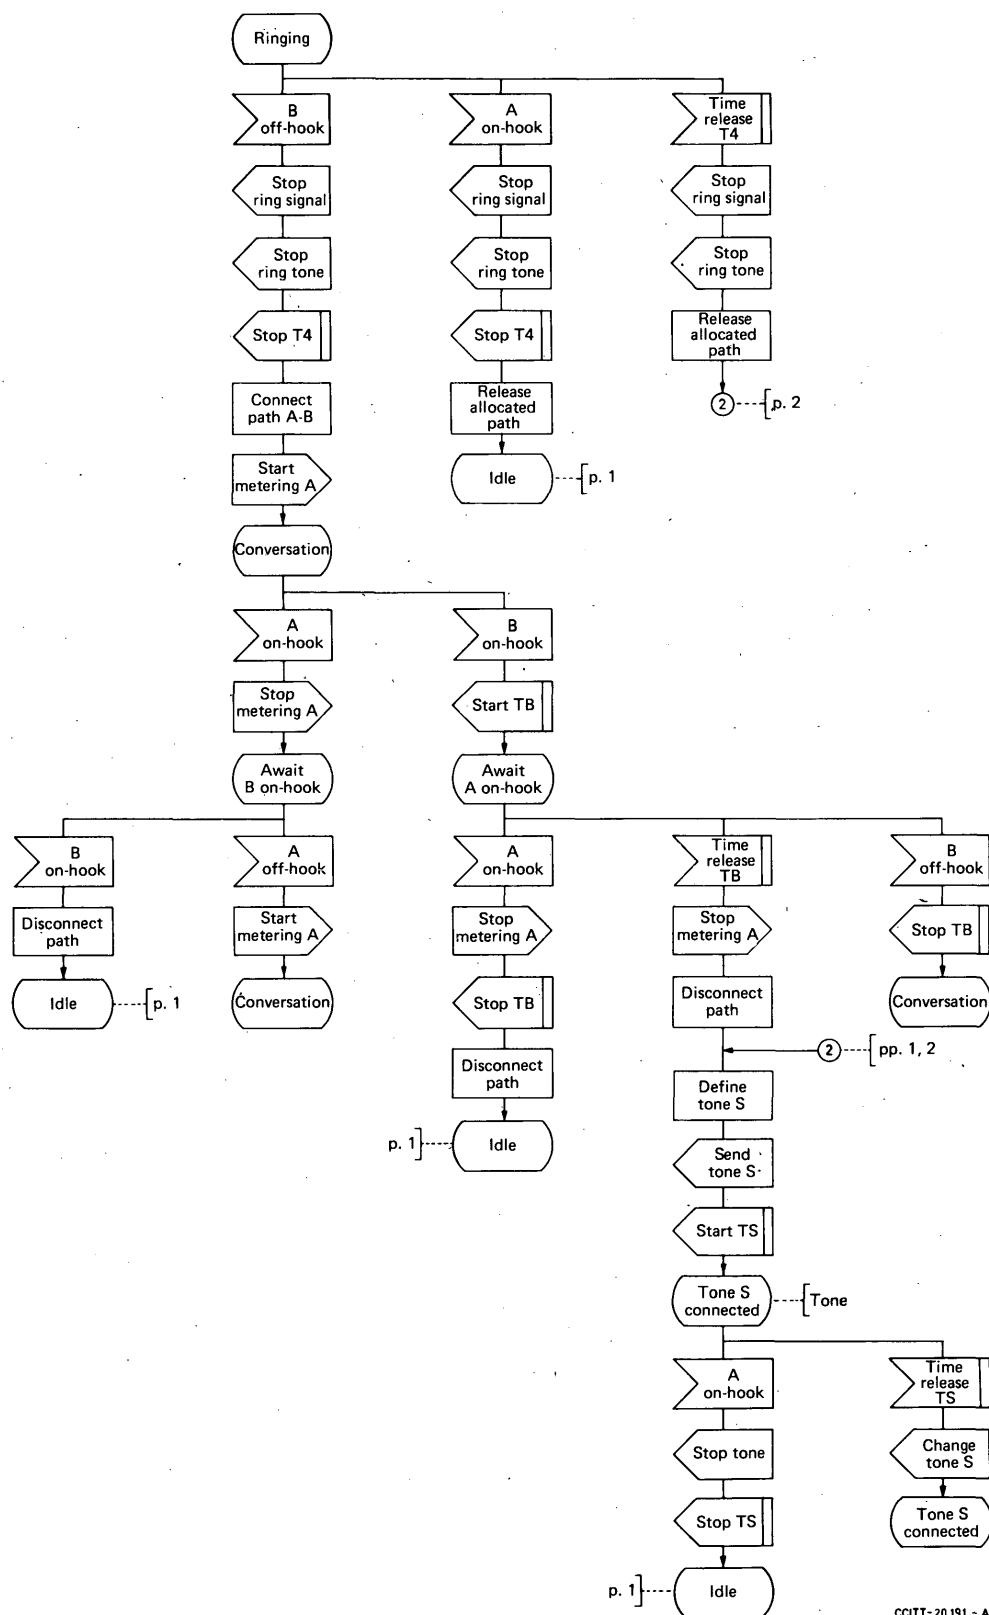 Ringing
B
off-hook
A
on-hook
Time
release
T4
Stop
ring signal
Stop
ring signal
Stop
ring signal
Stop
ring tone
Stop
ring tone
Stop
ring tone
Stop T4
Stop T4
Release
allocated
path
Connect
path A-B
Release
allocated
path
2
p. 2
Start
metering A
Idle
p. 1
Conversation
A
on-hook
B
on-hook
Stop
metering A
Start TB
Await
B on-hook
Await
A on-hook
B
on-hook
A
off-hook
A
on-hook
Time
release
TB
B
off-hook
Disconnect
path
Start
metering A
Stop
metering A
Stop
metering A
Stop TB
Idle
p. 1
Conversation
Stop TB
Disconnect
path
Conversation
2
pp. 1, 2
Disconnect
path
Define
tone S
p. 1
Idle
Send
tone S
Start TS
Tone S
connected
Tone
A
on-hook
Time
release
TS
Stop tone
Change
tone S
Stop TS
Tone S
connected
p. 1
Idle
CCITT-20191 - A